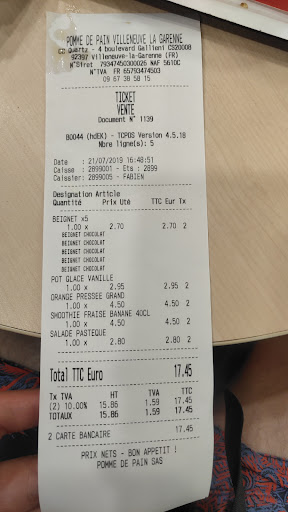 POMME DE PAIN VILLENEUVE LA GARENNE
CC Quartz - 4 boulevard Gallieni CS20008
92397 Villeneuve-la-Garenne (FR)
N°Siret 79347450300026 NAF 5610C
N°TVA FR 65793474503
09 67 38 58 15
TICKET
VENTE
Document N° 1139
80044 (hdEK) - TCPOS Version 4.5.18
Nbre ligne(s): 5
Date : 21/07/2019 16:48:51
Caisse : 2899001 - Ets : 2899
Caissier: 2899005 - FABIEN
Designation Article
Quantité Prix Uté TTC Eur Tx
BEIGNET x5
1.00 x 2.70 2.70 2
BEIGNET CHOCOLAT
BEIGNET CHOCOLAT
BEIGNET CHOCOLAT
BEIGNET CHOCOLAT
BEIGNET CHOCOLAT
POT GLACE VANILLE
1.00 x 2.95 2.95 2
ORANGE PRESSEE GRAND
1.00 x 4.50 4.50 2
SMOOTHIE FRAISE BANANE 40CL
1.00 x 4.50 4.50 2
SALADE PASTEQUE
1.00 x 2.80 2.80 2
Total TTC Euro 17.45
Tx TVA HT TVA TTC
(2) 10.00% 15.86 1.59 17.45
TOTAUX 15.86 1.59 17.45
2 CARTE BANCAIRE 17.45
PRIX NETS - BON APPETIT !
POMME DE PAIN SAS